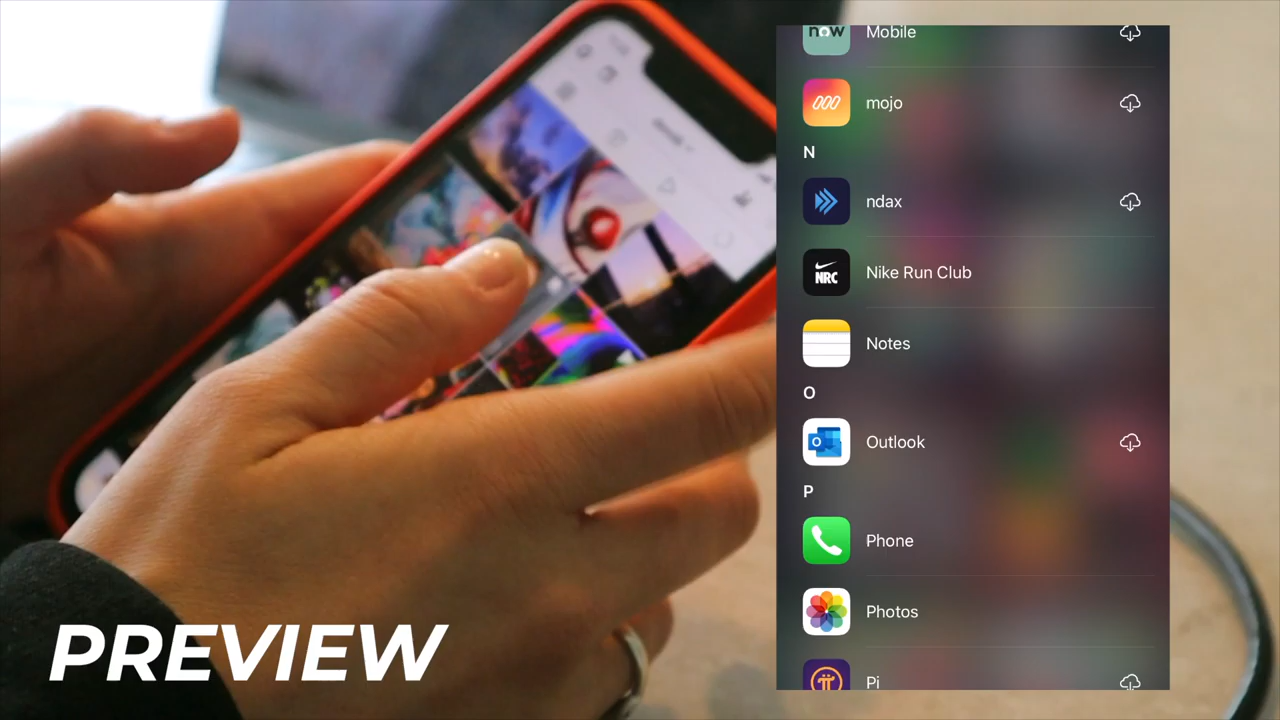 now
Mobile
mojo
N
ndax
NRC
Nike Run Club
Notes
O
O
Outlook
P
Phone
Photos
Pi
PREVIEW